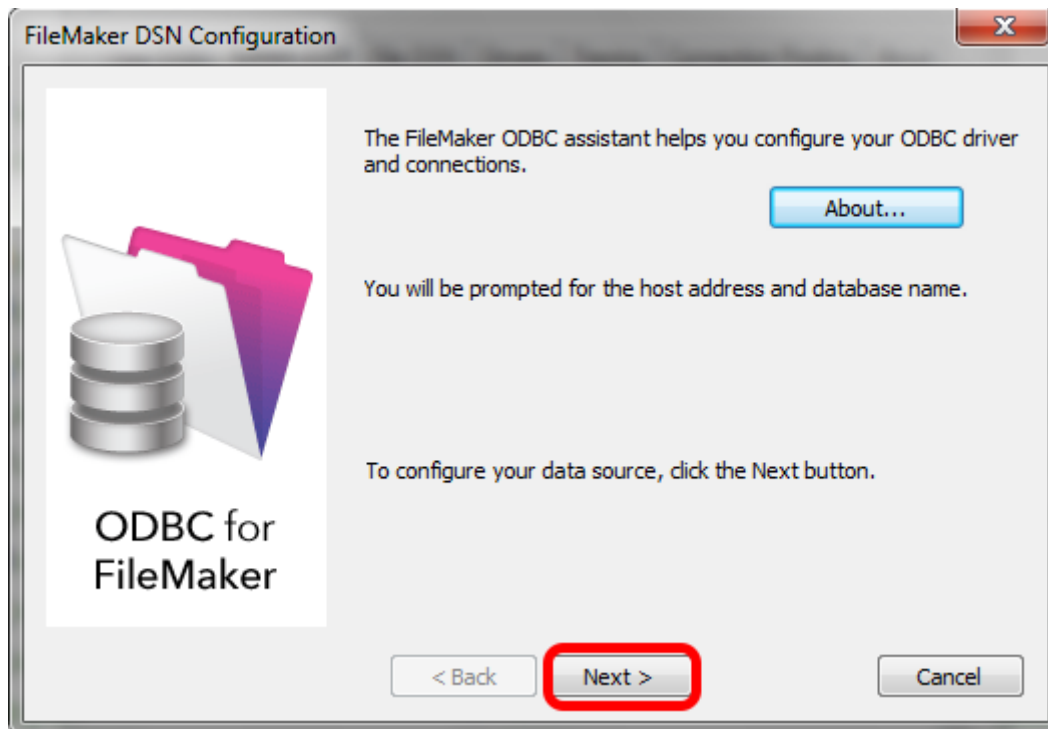 FileMaker DSN Configuration
The FileMaker ODBC assistant helps you configure your ODBC driver
and connections.
About...
You will be prompted for the host address and database name.
To configure your data source, click the Next button.
ODBC for
FileMaker
< Back
Next >
Cancel